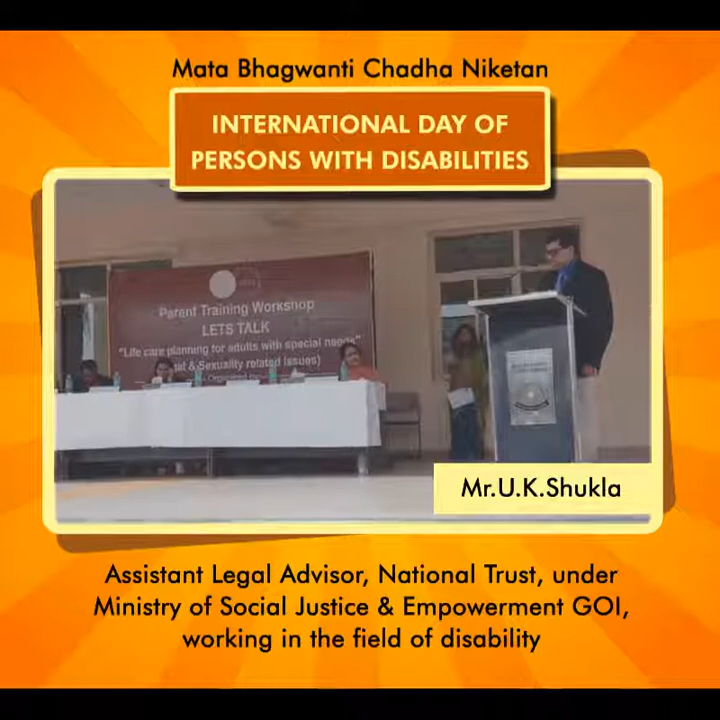 Mata Bhagwanti Chadha Niketan
INTERNATIONAL DAY OF
PERSONS WITH DISABILITIES
Parent Training Workshop
LETS TALK
"Life care planning for adults with special needs"
& Sexuality related issues)
Mr.U.K.Shukla
Assistant Legal Advisor, National Trust, under
Ministry of Social Justice & Empowerment GOI,
working in the field of disability